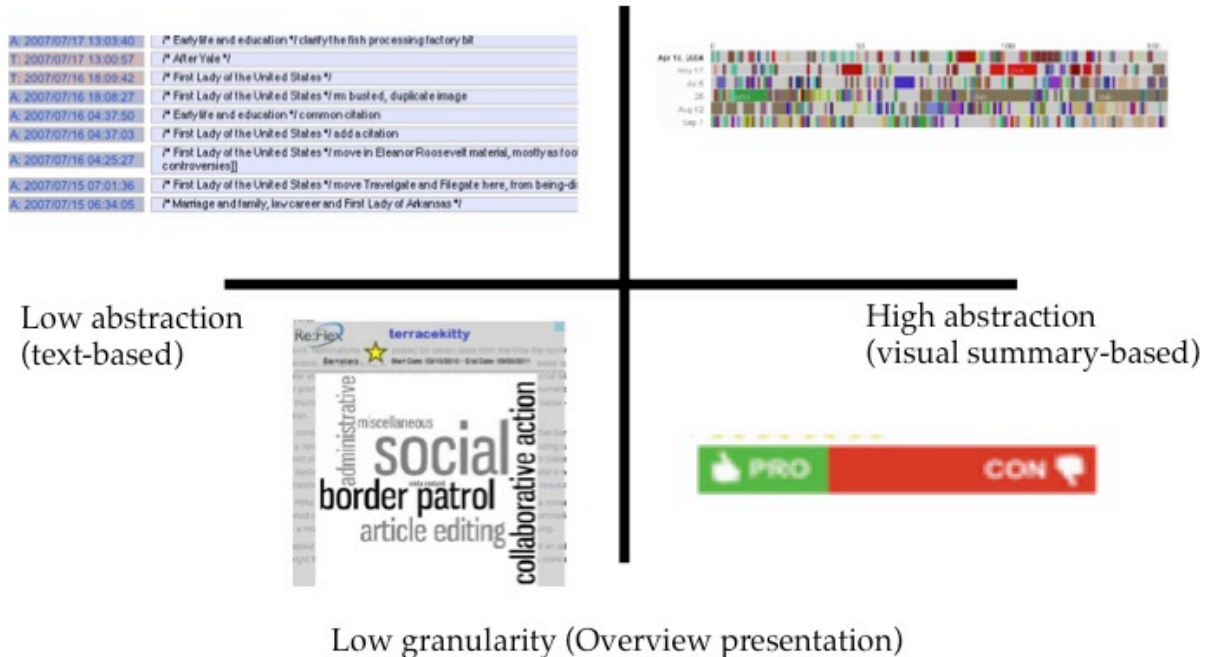 A: 2007/07/17 13:03:40 /* Early life and education */ clarify the fish processing factory bit
T: 2007/07/17 13:00:57 /* After Yale */
T: 2007/07/16 18:09:42 /* First Lady of the United States */
A: 2007/07/16 18:08:27 /* First Lady of the United States */ rm busted, duplicate image
A: 2007/07/16 04:37:50 /* Early life and education */ common citation
A: 2007/07/16 04:37:03 /* First Lady of the United States */ add a citation
A: 2007/07/16 04:25:27 /* First Lady of the United States */ move in Eleanor Roosevelt material, mostly as foo
controversies]]
A: 2007/07/15 07:01:36 /* First Lady of the United States */ move Travelgate and Filegate here, from being-di
A: 2007/07/15 06:34:05 /* Marriage and family, law career and First Lady of Arkansas */
0 50 100
Apr 10, 2004
May 17
Jul 6
26
Aug 12
Sep 7
Low abstraction
(text-based)
High abstraction
(visual summary-based)
Re:Flex
terracekitty
Barnstars
administrative
miscellaneous
social
border patrol
article editing
collaborative action
PRO
CON
Low granularity (Overview presentation)